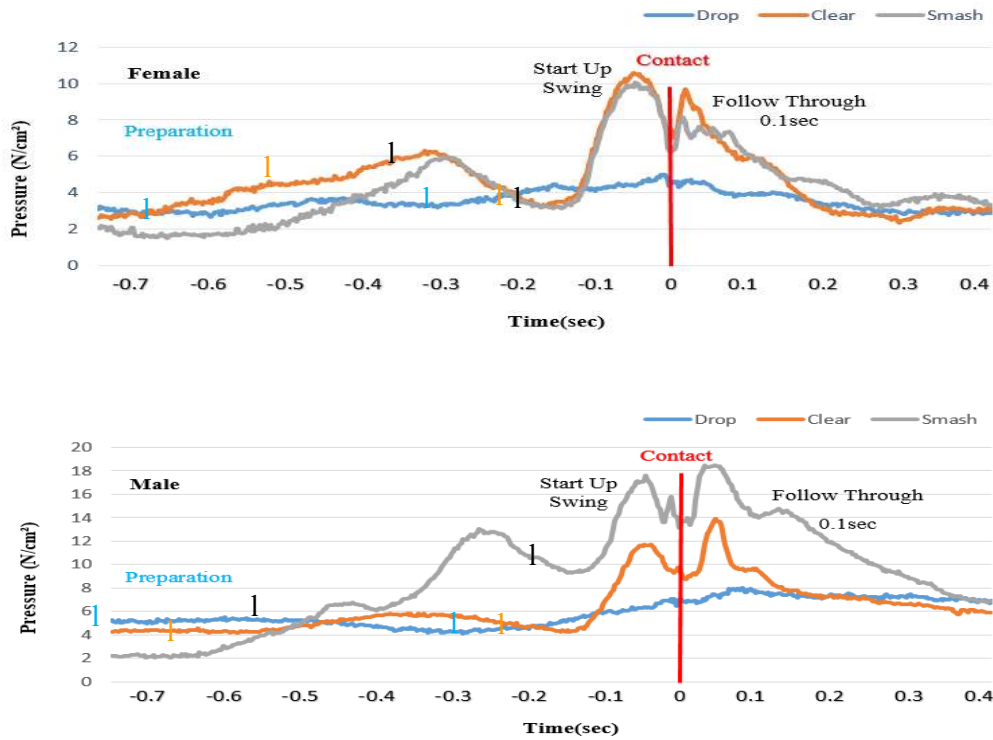 Drop Clear Smash
12
10
8
6
4
2
0
Pressure (N/cm²)
Female
Preparation
Start Up
Swing
Contact
Follow Through
0.1sec
-0.7 -0.6 -0.5 -0.4 -0.3 -0.2 -0.1 0 0.1 0.2 0.3 0.4
Time(sec)
Drop Clear Smash
20
18
16
14
12
10
8
6
4
2
0
Pressure (N/cm²)
Male
Preparation
Start Up
Swing
Contact
Follow Through
0.1sec
-0.7 -0.6 -0.5 -0.4 -0.3 -0.2 -0.1 0 0.1 0.2 0.3 0.4
Time(sec)